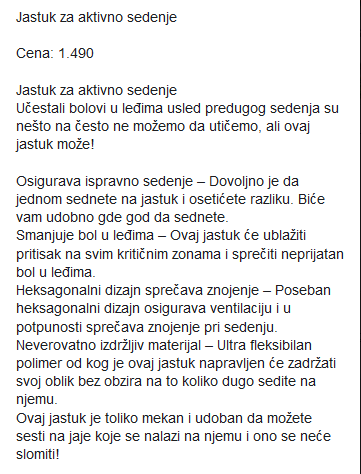 Jastuk za aktivno sedenje
Cena: 1.490
Jastuk za aktivno sedenje
Učestali bolovi u leđima usled predugog sedenja su
nešto na često ne možemo da utičemo, ali ovaj
jastuk može!
Osigurava ispravno sedenje – Dovoljno je da
jednom sednete na jastuk i osetićete razliku. Biće
vam udobno gde god da sednete.
Smanjuje bol u leđima – Ovaj jastuk će ublažiti
pritisak na svim kritičnim zonama i sprečiti neprijatan
bol u leđima.
Heksagonalni dizajn sprečava znojenje – Poseban
heksagonalni dizajn osigurava ventilaciju i u
potpunosti sprečava znojenje pri sedenju.
Neverovatno izdržljiv materijal – Ultra fleksibilan
polimer od kog je ovaj jastuk napravljen će zadržati
svoj oblik bez obzira na to koliko dugo sedite na
njemu.
Ovaj jastuk je toliko mekan i udoban da možete
sesti na jaje koje se nalazi na njemu i ono se neće
slomiti!